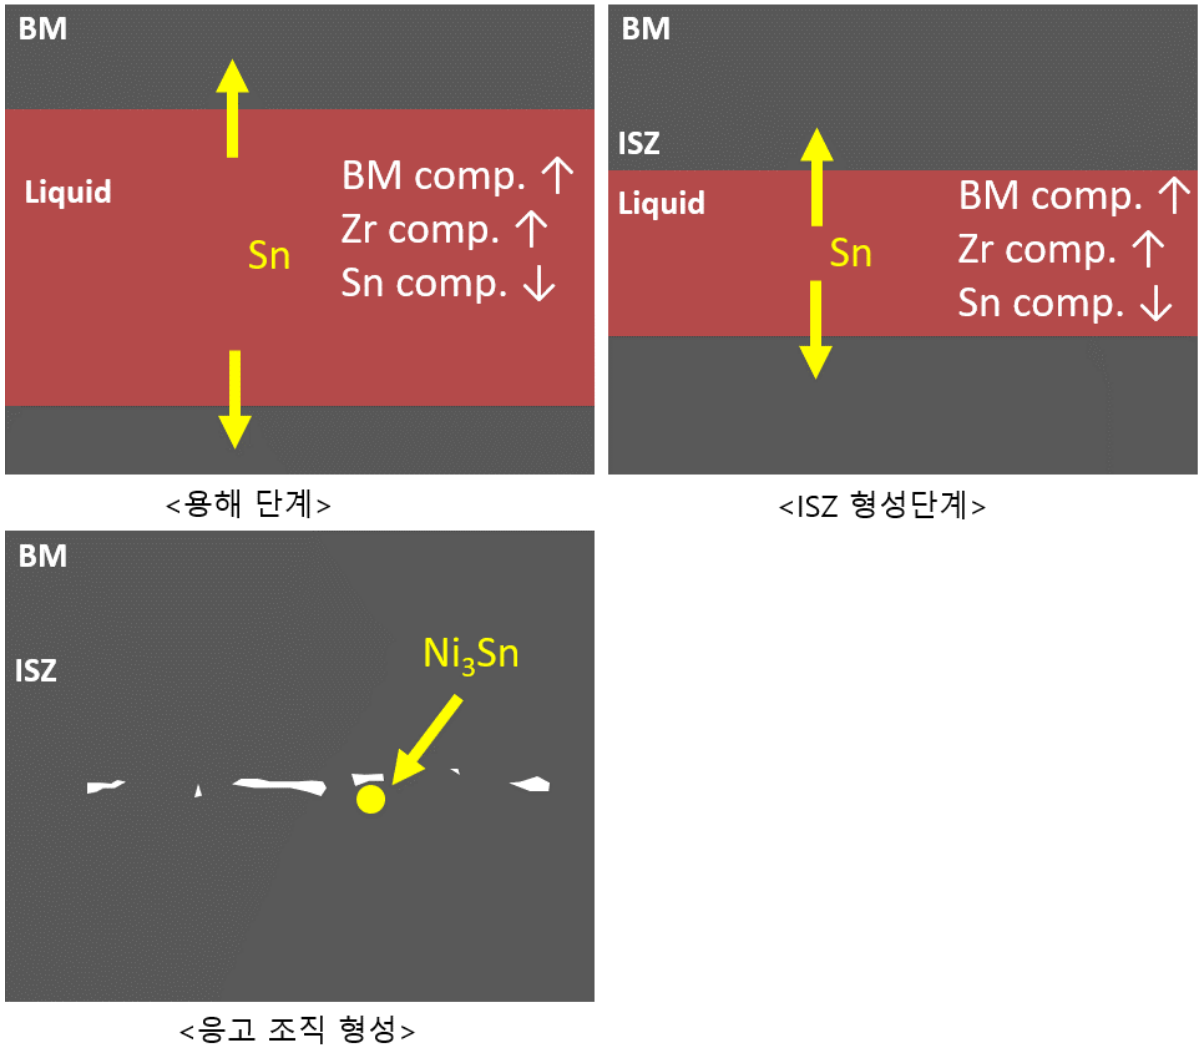 BM
Liquid
Sn
BM comp. ↑
Zr comp. ↑
Sn comp. ↓
<용해 단계>
BM
ISZ
Liquid
Sn
BM comp. ↑
Zr comp. ↑
Sn comp. ↓
<ISZ 형성단계>
BM
ISZ
Ni₃Sn
<응고 조직 형성>